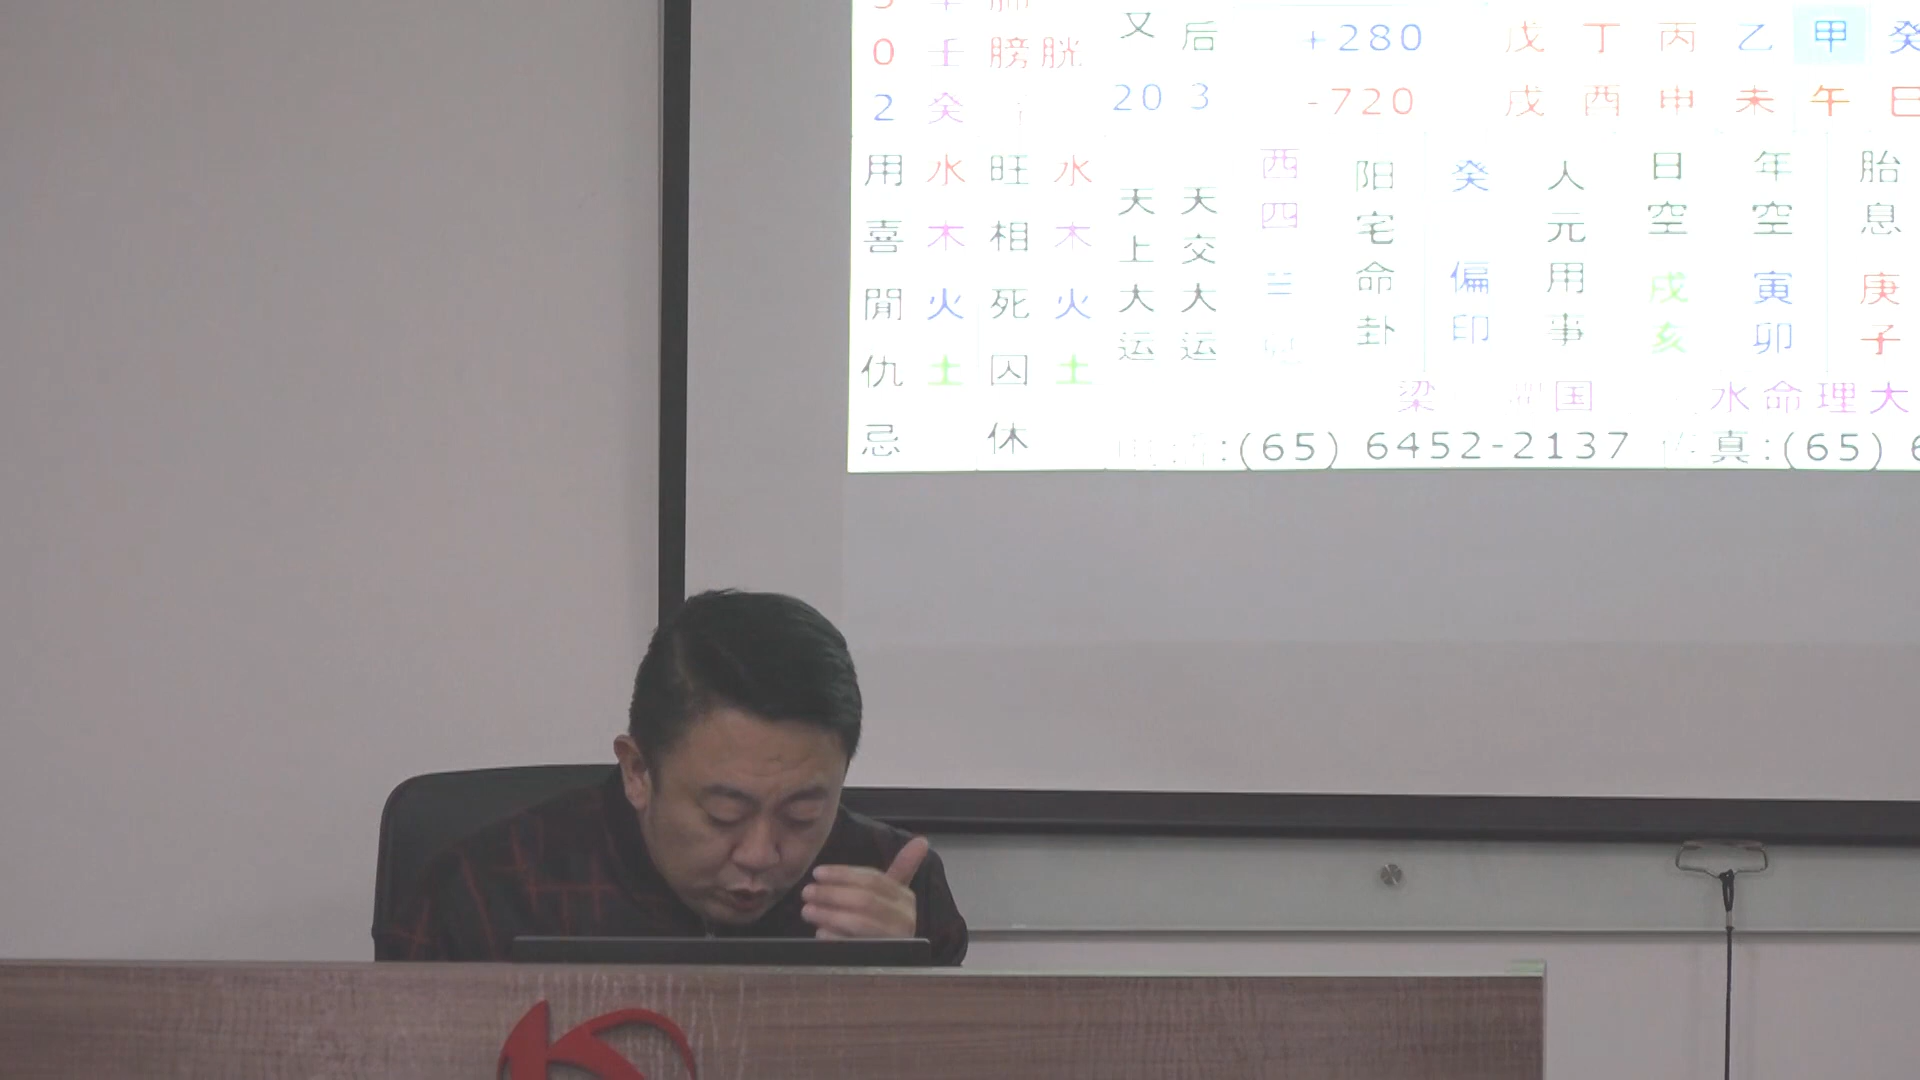 0 壬 膀胱 又 后 +280 戊 丁 丙 乙 甲 癸
2 癸 20 3 -720 戌 酉 申 未 午 巳
用 水 旺 水
喜 木 相 木
閒 火 死 火
仇 土 囚 土
忌 休
天上大运
天交大运
西四
阳宅命卦
癸 偏印
人元用事
日空 戌亥
年空 寅卯
胎息 庚子
梁 国 水命理大
:(65) 6452-2137 真:(65) 6